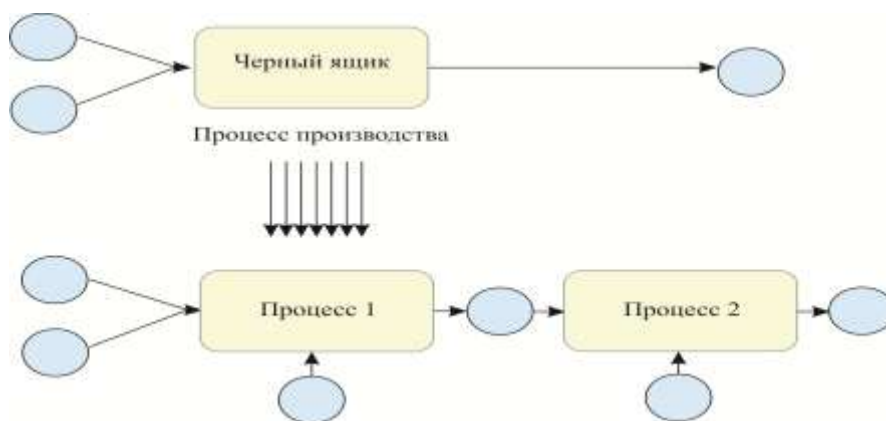 Черный ящик
Процесс производства
Процесс 1
Процесс 2